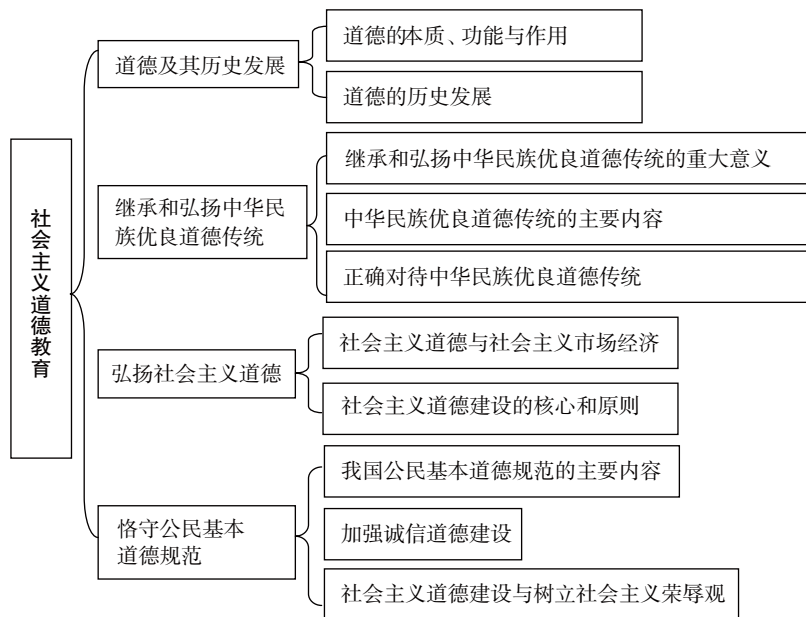 社会主义道德教育
道德及其历史发展
道德的本质、功能与作用
道德的历史发展
继承和弘扬中华民
族优良道德传统
继承和弘扬中华民族优良道德传统的重大意义
中华民族优良道德传统的主要内容
正确对待中华民族优良道德传统
弘扬社会主义道德
社会主义道德与社会主义市场经济
社会主义道德建设的核心和原则
恪守公民基本
道德规范
我国公民基本道德规范的主要内容
加强诚信道德建设
社会主义道德建设与树立社会主义荣辱观